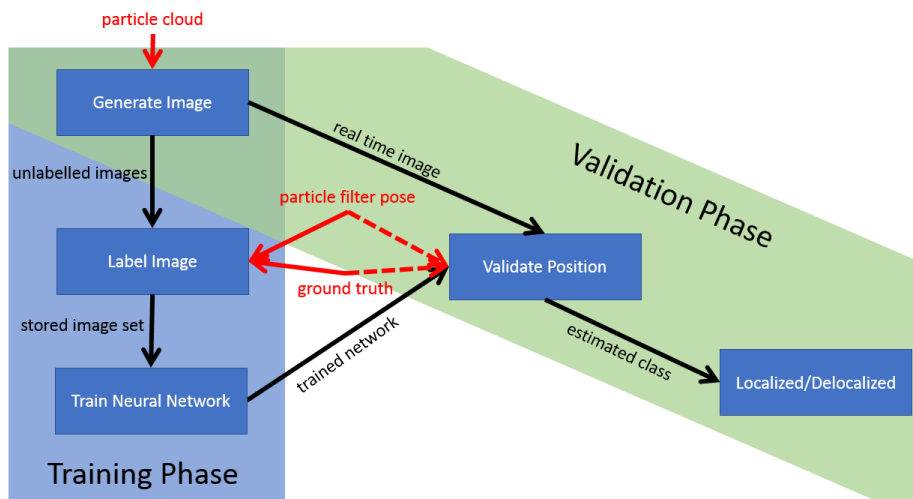 particle cloud
Generate Image
real time image
Validation Phase
unlabelled images
particle filter pose
Label Image
Validate Position
ground truth
stored image set
trained network
estimated class
Train Neural Network
Localized/Delocalized
Training Phase